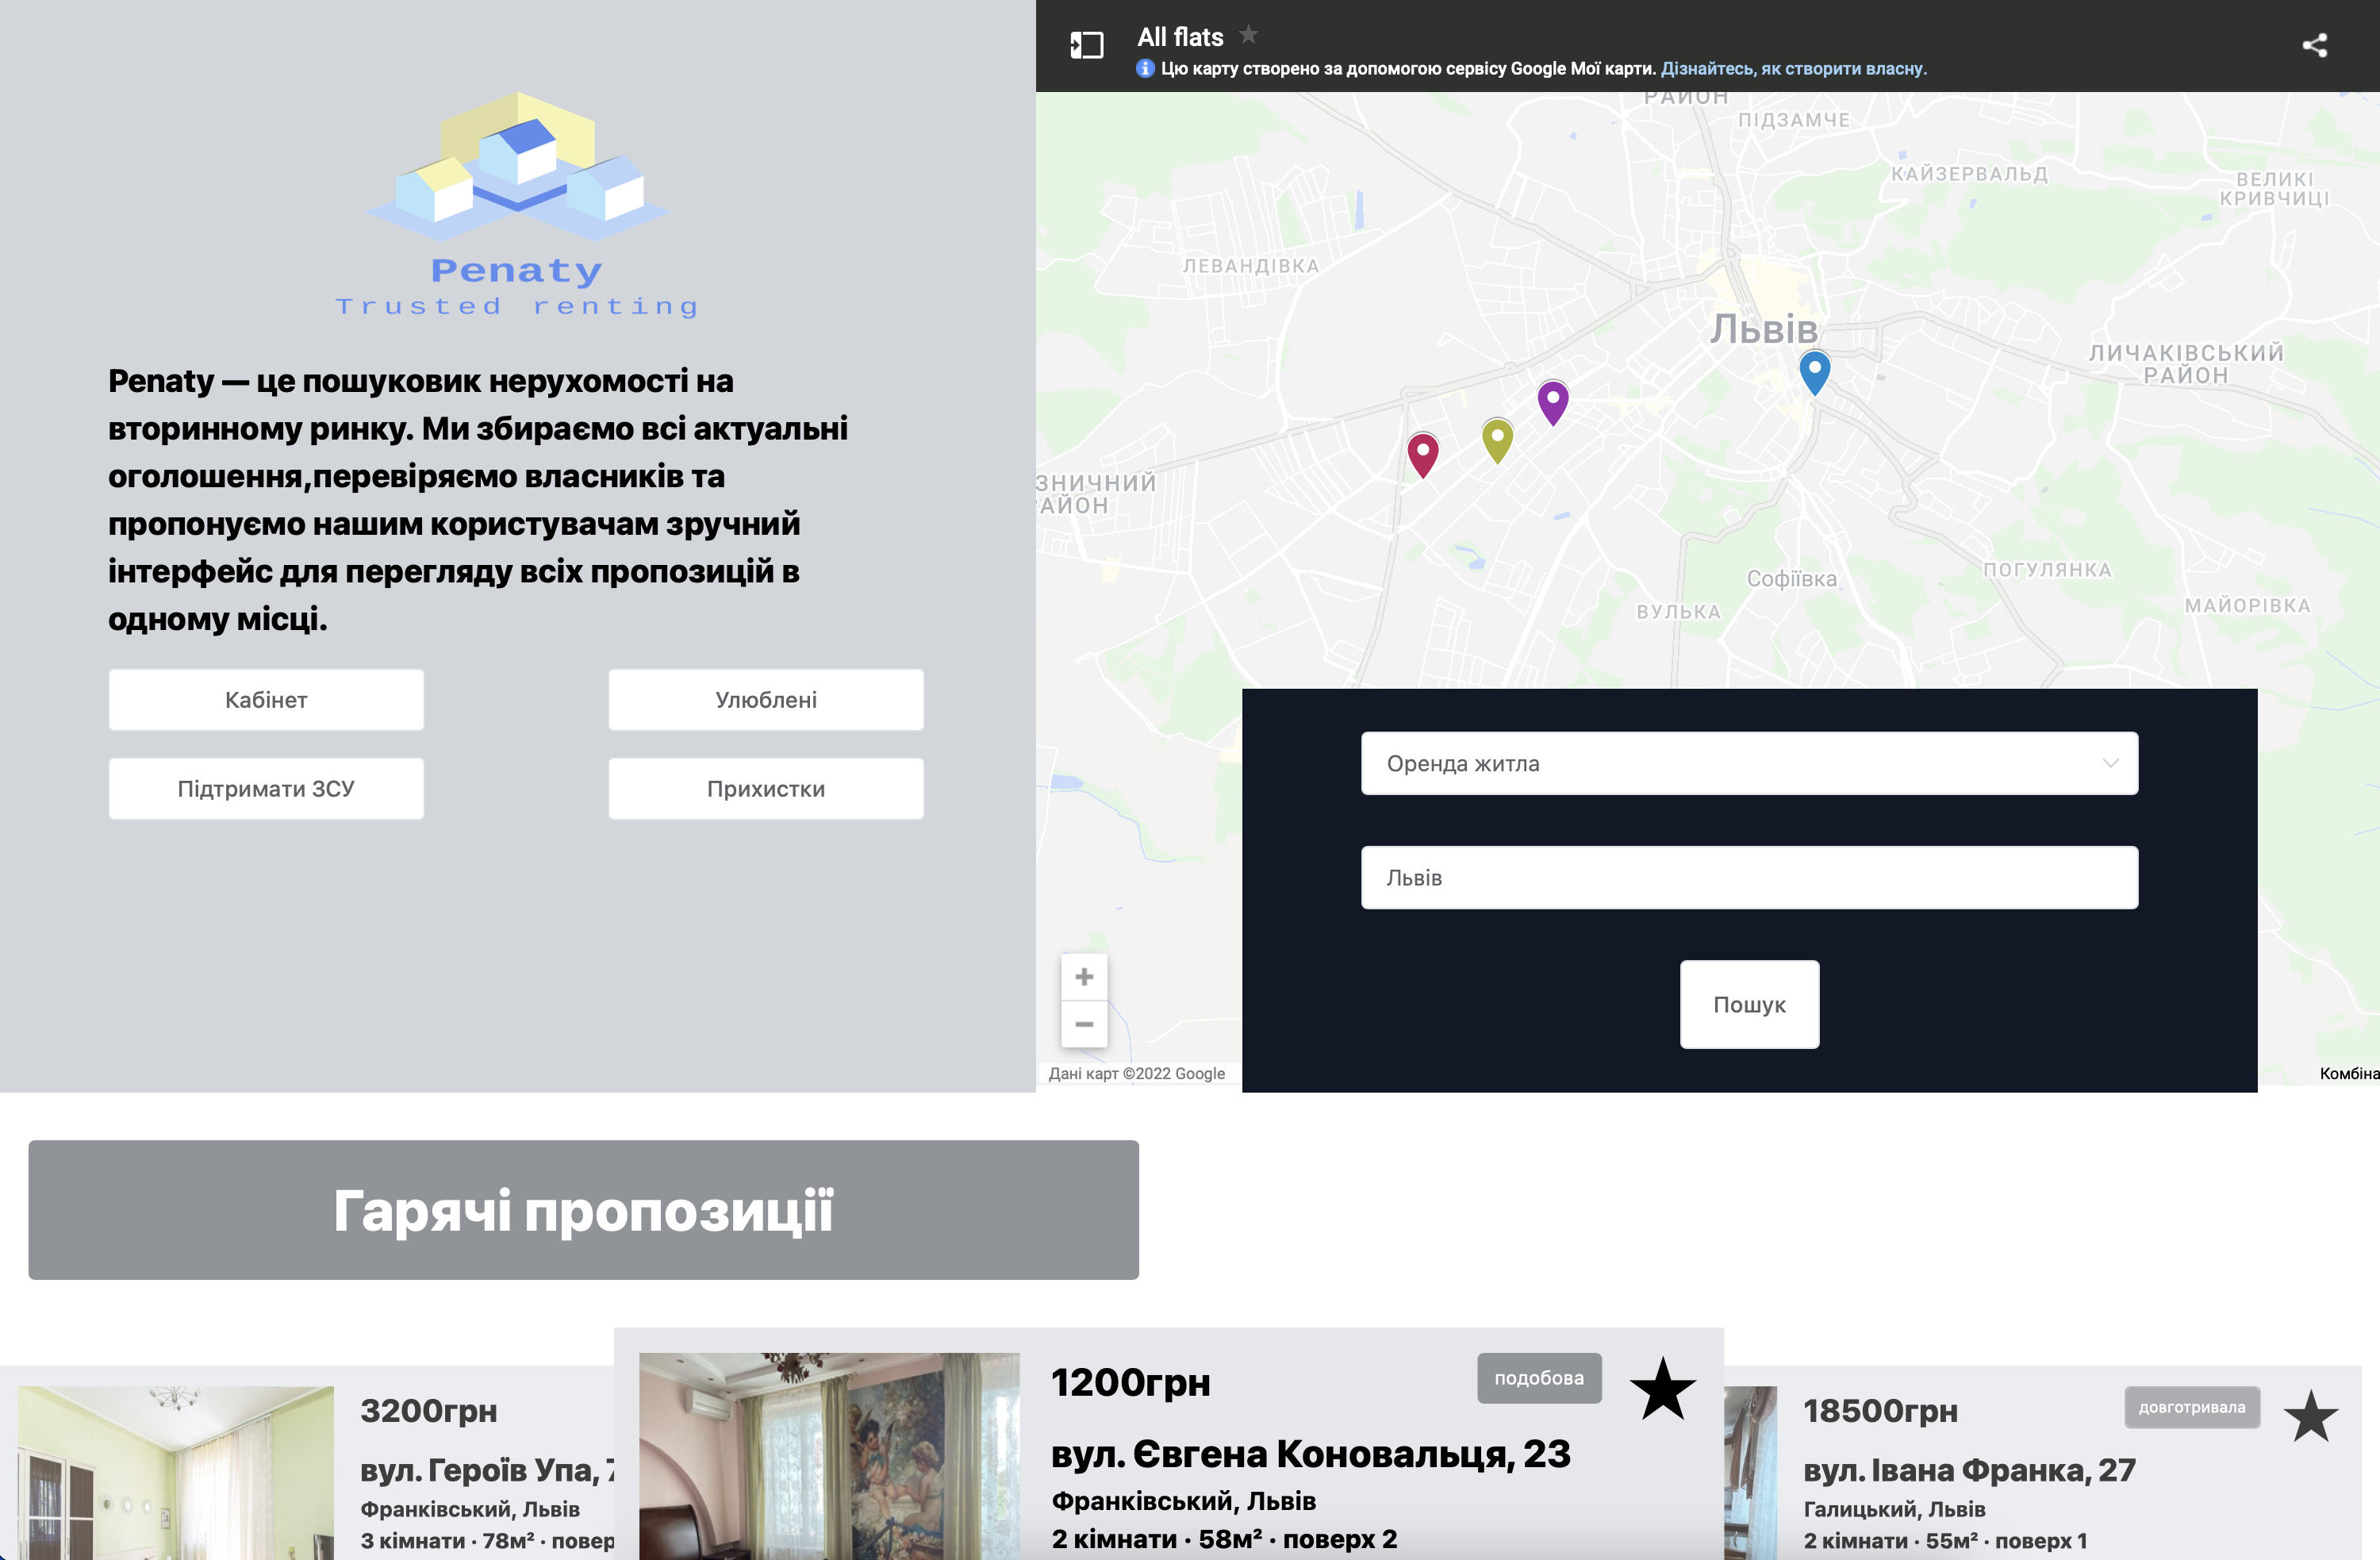 Penaty
Trusted renting
Penaty — це пошуковик нерухомості на
вторинному ринку. Ми збираємо всі актуальні
оголошення,перевіряємо власників та
пропонуємо нашим користувачам зручний
інтерфейс для перегляду всіх пропозицій в
одному місці.
Кабінет
Улюблені
Підтримати ЗСУ
Прихистки
All flats
Цю карту створено за допомогою сервісу Google Мої карти. Дізнайтесь, як створити власну.
РАЙОН
ПІДЗАМЧЕ
КАЙЗЕРВАЛЬД
ВЕЛИКІ
КРИВЧИЦІ
ЛЕВАНДІВКА
Львів
ЛИЧАКІВСЬКИЙ
РАЙОН
ЗНИЧНИЙ
АЙОН
Софіївка
ПОГУЛЯНКА
ВУЛЬКА
МАЙОРІВКА
Оренда житла
Львів
Пошук
Дані карт ©2022 Google
Комбіна
Гарячі пропозиції
3200грн
вул. Героїв Упа, 7
Франківський, Львів
3 кімнати · 78м² · повер
1200грн
подобова
вул. Євгена Коновальця, 23
Франківський, Львів
2 кімнати · 58м² · поверх 2
18500грн
довготривала
вул. Івана Франка, 27
Галицький, Львів
2 кімнати · 55м² · поверх 1